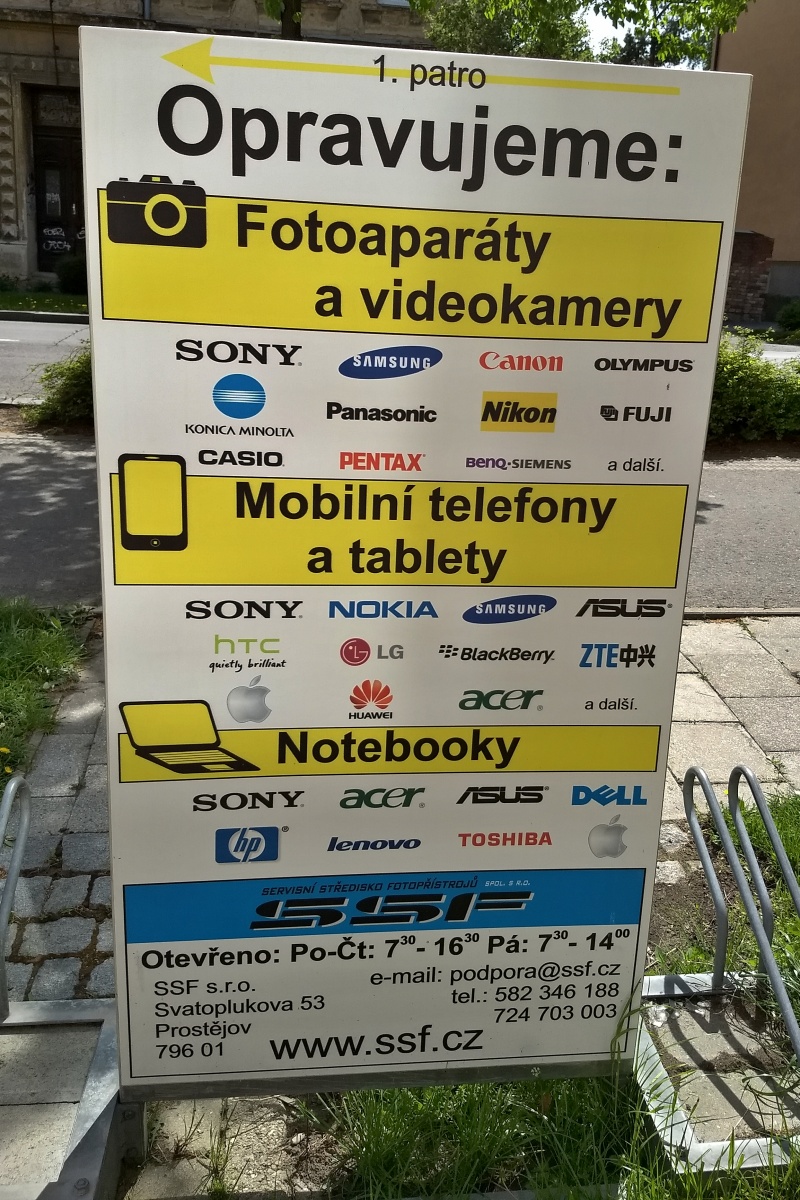 1. patro
Opravujeme:
Fotoaparáty
a videokamery
SONY SAMSUNG Canon OLYMPUS
KONICA MINOLTA Panasonic Nikon FUJI
CASIO PENTAX BenQ-SIEMENS a další.
Mobilní telefony
a tablety
SONY NOKIA SAMSUNG ASUS
hTC LG BlackBerry ZTE中兴
quietly brilliant
HUAWEI acer a další.
Notebooky
SONY acer ASUS DELL
hp lenovo TOSHIBA
SERVISNÍ STŘEDISKO FOTOPŘÍSTROJŮ SPOL. S R.O.
SSF
Otevřeno: Po-Čt: 7³⁰- 16³⁰ Pá: 7³⁰- 14⁰⁰
SSF s.r.o. e-mail: podpora@ssf.cz
Svatoplukova 53 tel.: 582 346 188
Prostějov 724 703 003
796 01 www.ssf.cz